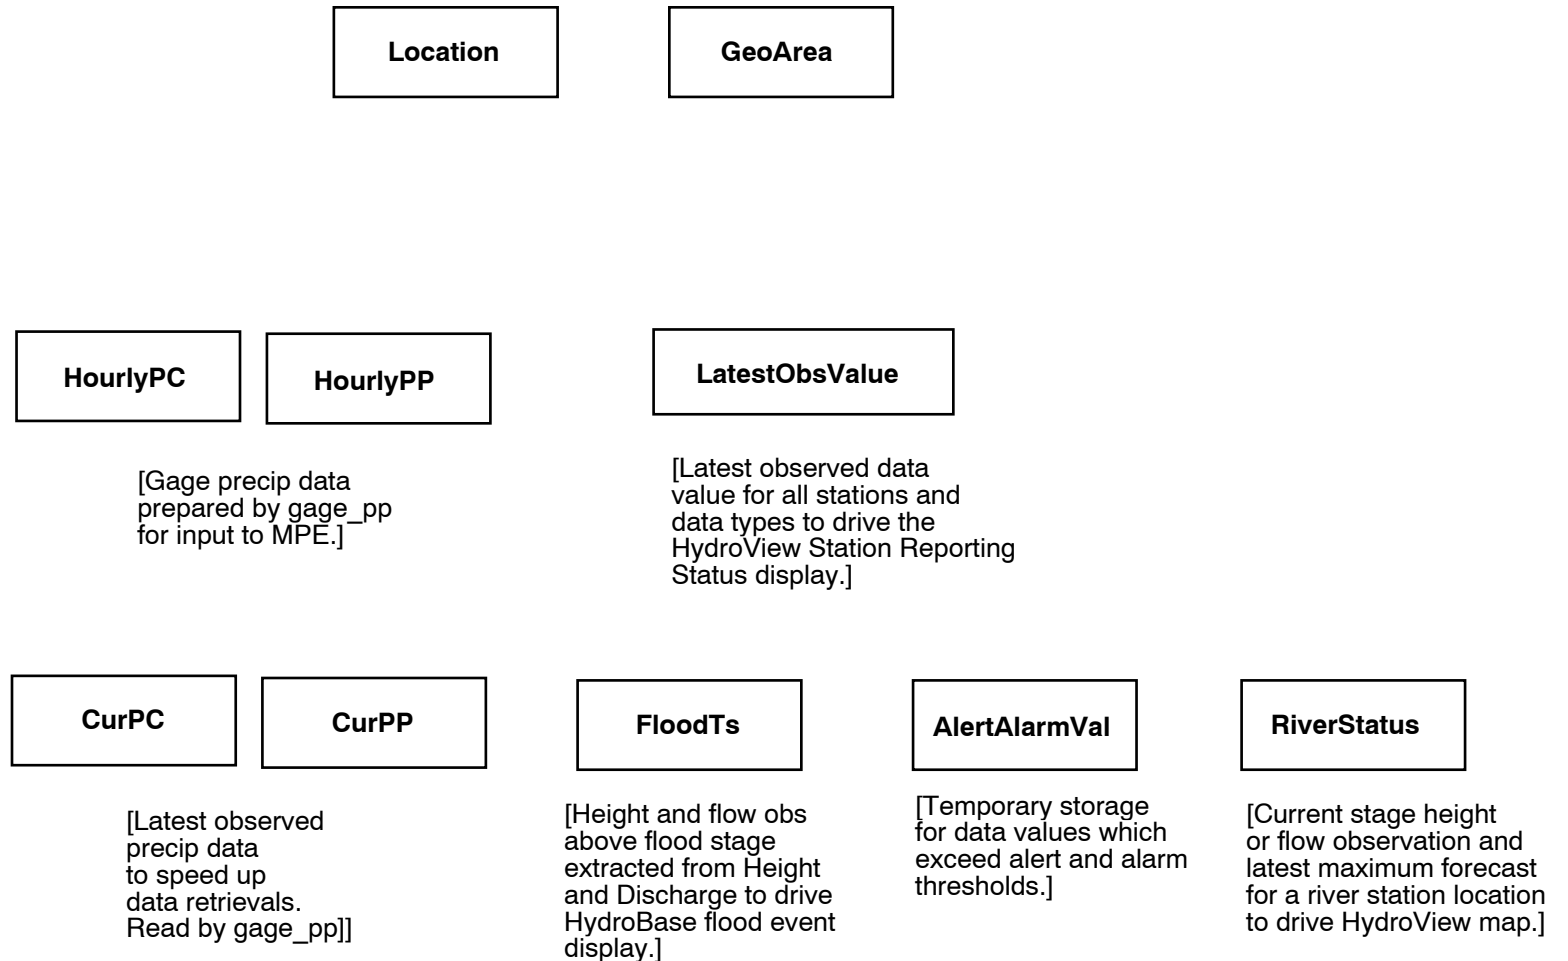 Location
GeoArea
HourlyPC
HourlyPP
LatestObsValue
[Gage precip data
prepared by gage_pp
for input to MPE.]
[Latest observed data
value for all stations and
data types to drive the
HydroView Station Reporting
Status display.]
CurPC
CurPP
FloodTs
AlertAlarmVal
RiverStatus
[Latest observed
precip data
to speed up
data retrievals.
Read by gage_pp]]
[Height and flow obs
above flood stage
extracted from Height
and Discharge to drive
HydroBase flood event
display.]
[Temporary storage
for data values which
exceed alert and alarm
thresholds.]
[Current stage height
or flow observation and
latest maximum forecast
for a river station location
to drive HydroView map.]